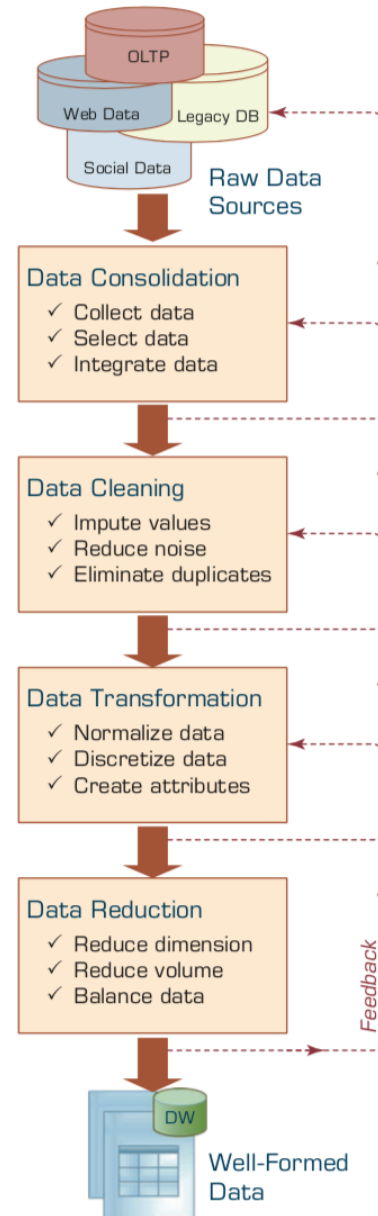 OLTP
Web Data
Legacy DB
Social Data
Raw Data
Sources
Data Consolidation
✓ Collect data
✓ Select data
✓ Integrate data
Data Cleaning
✓ Impute values
✓ Reduce noise
✓ Eliminate duplicates
Data Transformation
✓ Normalize data
✓ Discretize data
✓ Create attributes
Data Reduction
✓ Reduce dimension
✓ Reduce volume
✓ Balance data
Feedback
DW
Well-Formed
Data